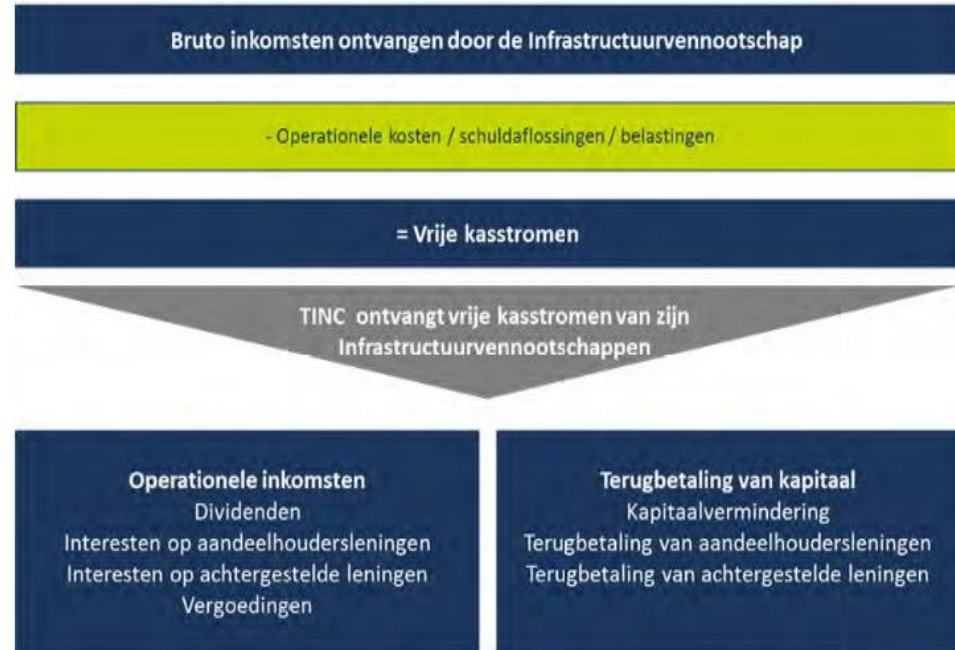 Bruto inkomsten ontvangen door de Infrastructuurvennootschap
- Operationele kosten / schuldaflossingen / belastingen
= Vrije kasstromen
TINC ontvangt vrije kasstromen van zijn
Infrastructuurvennootschappen
Operationele inkomsten
Dividenden
Interesten op aandeelhoudersleningen
Interesten op achtergestelde leningen
Vergoedingen
Terugbetaling van kapitaal
Kapitaalvermindering
Terugbetaling van aandeelhoudersleningen
Terugbetaling van achtergestelde leningen